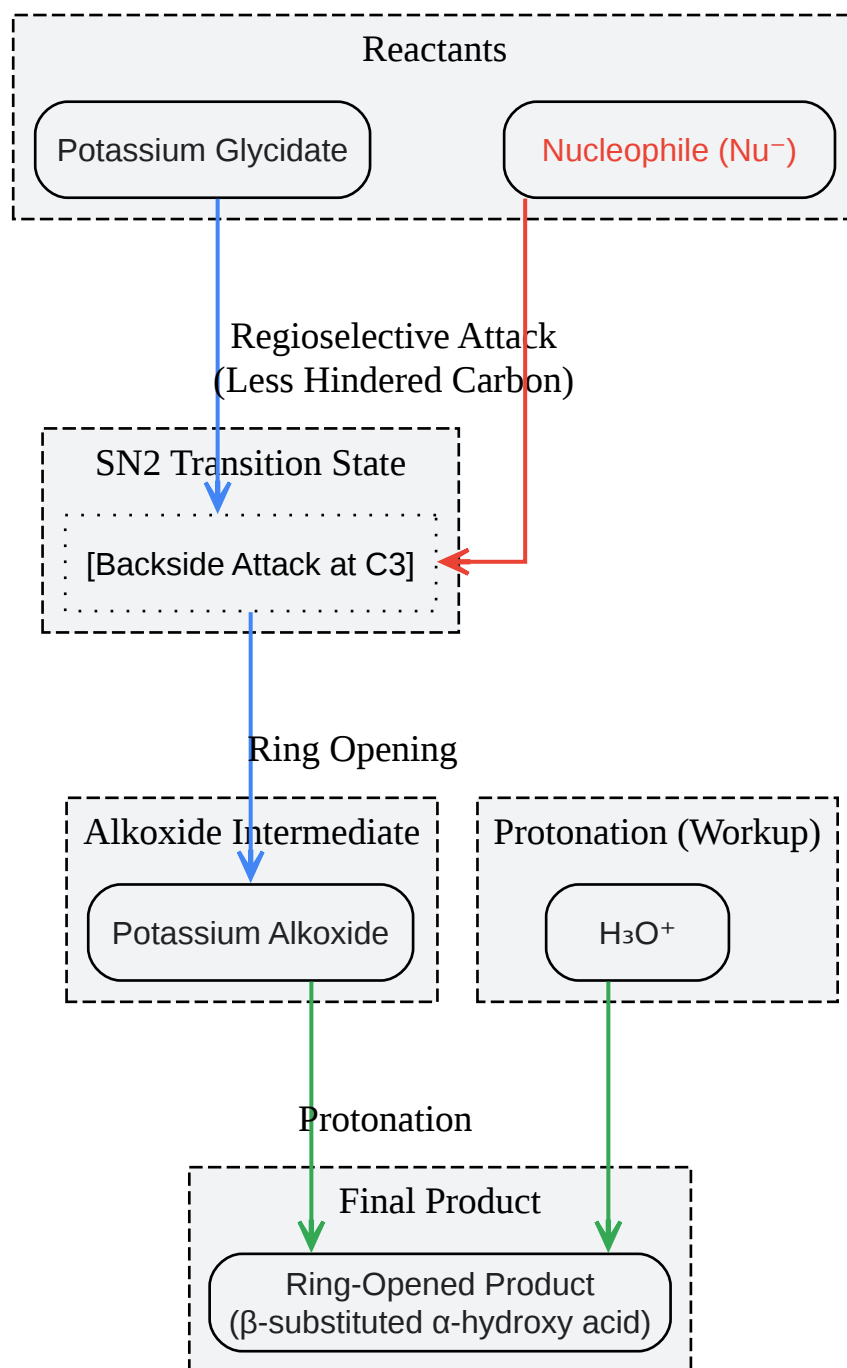 Reactants
Potassium Glycidate
Nucleophile (Nu⁻)
Regioselective Attack
(Less Hindered Carbon)
SN2 Transition State
[Backside Attack at C3]
Ring Opening
Alkoxide Intermediate
Protonation (Workup)
Potassium Alkoxide
H₃O⁺
Protonation
Final Product
Ring-Opened Product
(β-substituted α-hydroxy acid)